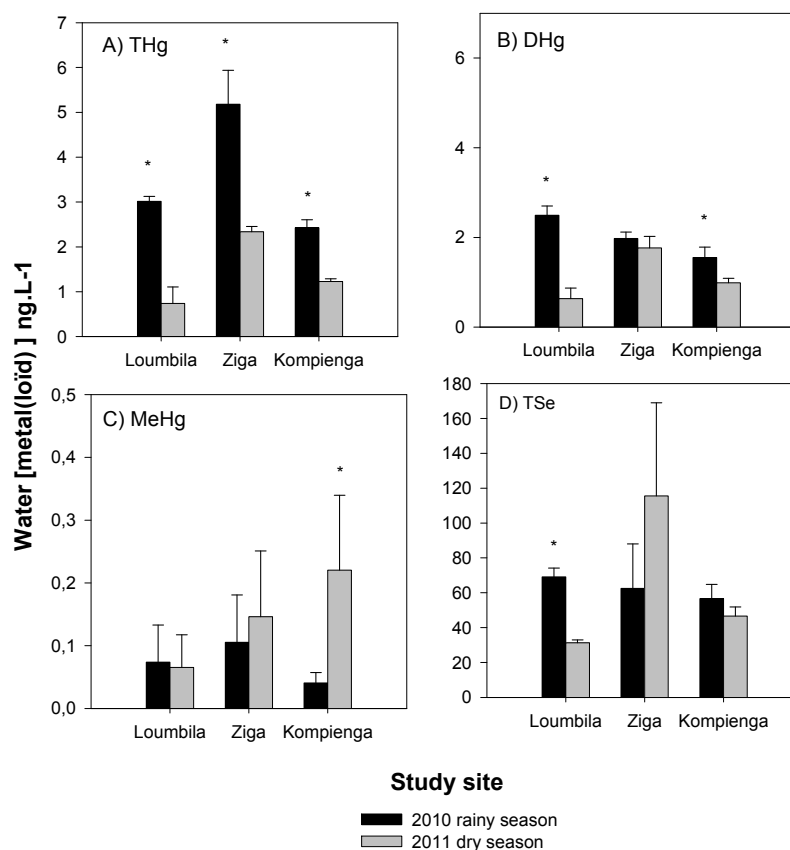 A) THg
7
6
5
4
3
2
1
0
*
*
*
Loumbila Ziga Kompienga
B) DHg
6
4
2
0
*
*
Loumbila Ziga Kompienga
C) MeHg
0,5
0,4
0,3
0,2
0,1
0,0
*
Loumbila Ziga Kompienga
D) TSe
180
160
140
120
100
80
60
40
20
0
*
Loumbila Ziga Kompienga
Water [metal(loïd) ] ng.L-1
Study site
2010 rainy season
2011 dry season